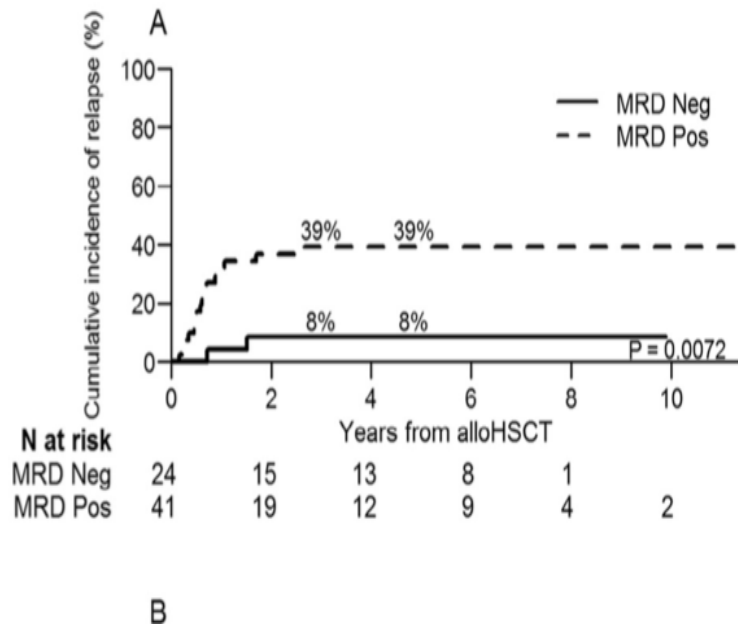 A
Cumulative incidence of relapse (%)
100
80
60
40
20
0
MRD Neg
MRD Pos
39% 39%
8% 8%
P = 0.0072
0 2 4 6 8 10
Years from alloHSCT
N at risk
MRD Neg 24 15 13 8 1
MRD Pos 41 19 12 9 4 2
B